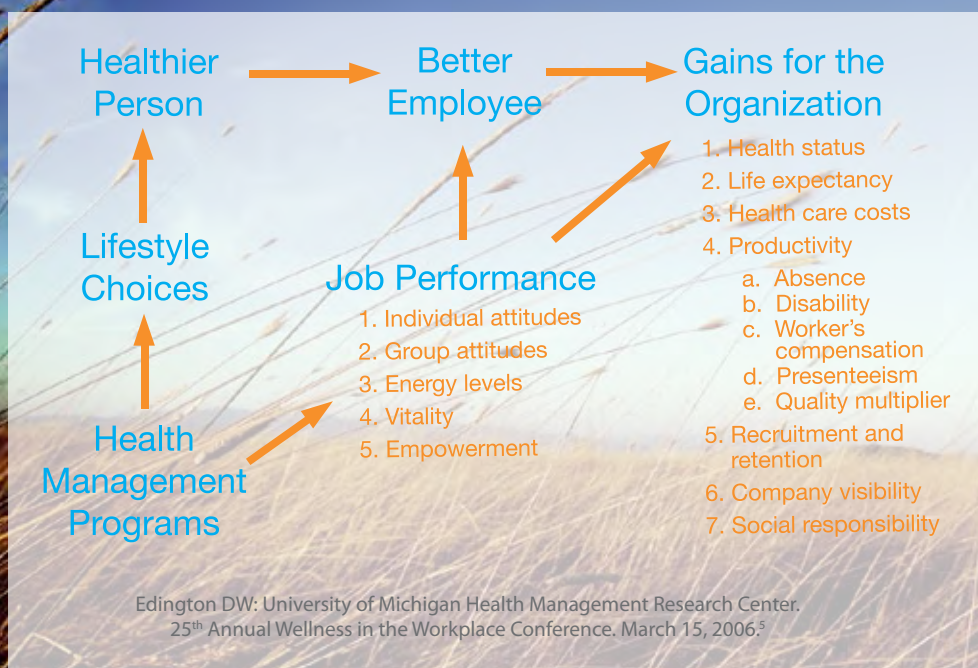 Healthier
Person
Better
Employee
Gains for the
Organization
1. Health status
2. Life expectancy
3. Health care costs
4. Productivity
a. Absence
b. Disability
c. Worker's
compensation
d. Presenteeism
e. Quality multiplier
5. Recruitment and
retention
6. Company visibility
7. Social responsibility
Lifestyle
Choices
Job Performance
1. Individual attitudes
2. Group attitudes
3. Energy levels
4. Vitality
5. Empowerment
Health
Management
Programs
Edington DW: University of Michigan Health Management Research Center.
25th Annual Wellness in the Workplace Conference. March 15, 2006.5